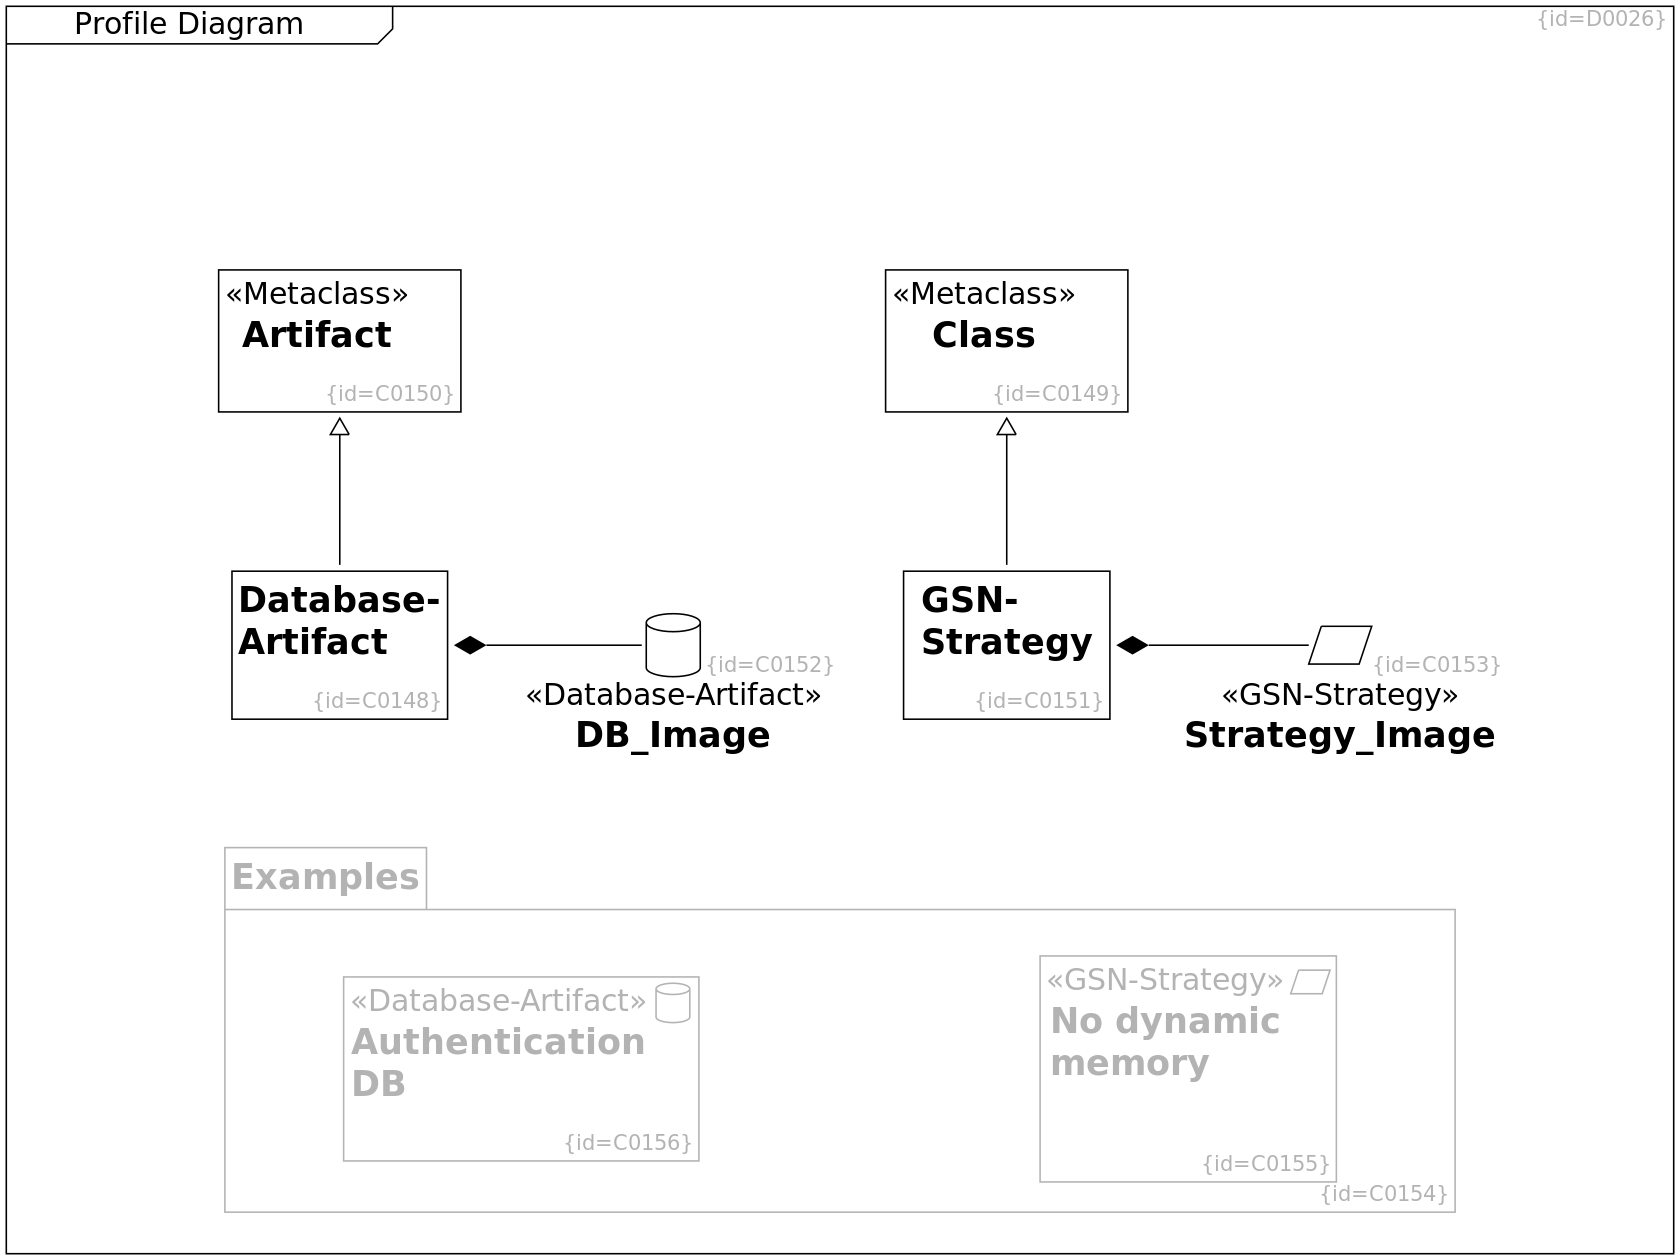 Profile Diagram
{id=D0026}
«Metaclass»
Artifact
{id=C0150}
«Metaclass»
Class
{id=C0149}
Database-
Artifact
{id=C0148}
{id=C0152}
«Database-Artifact»
DB_Image
GSN-
Strategy
{id=C0151}
{id=C0153}
«GSN-Strategy»
Strategy_Image
Examples
«Database-Artifact»
Authentication
DB
{id=C0156}
«GSN-Strategy»
No dynamic
memory
{id=C0155}
{id=C0154}